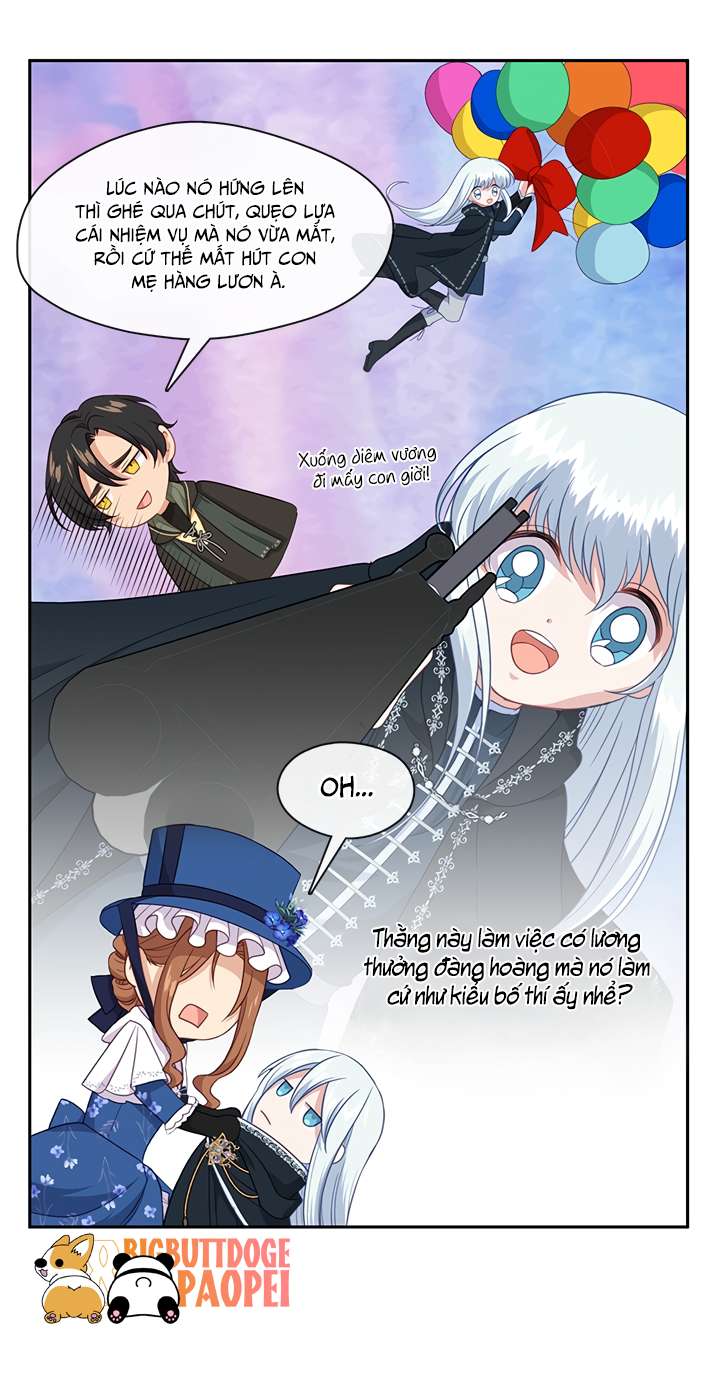 LÚC NÀO NÓ HỨNG LÊN
THÌ GHÉ QUA CHÚT, QUẸO LỰA
CÁI NHIỆM VỤ MÀ NÓ VỪA MẮT,
RỒI CỨ THẾ MẤT HÚT CON
MẸ HÀNG LƯƠN À.
Xuống diêm vương
đi mấy con giời!
OH...
Thằng này làm việc có lương
thưởng đàng hoàng mà nó làm
cứ như kiểu bố thí ấy nhể?
BIGBUTTDOGE
PAOPEI